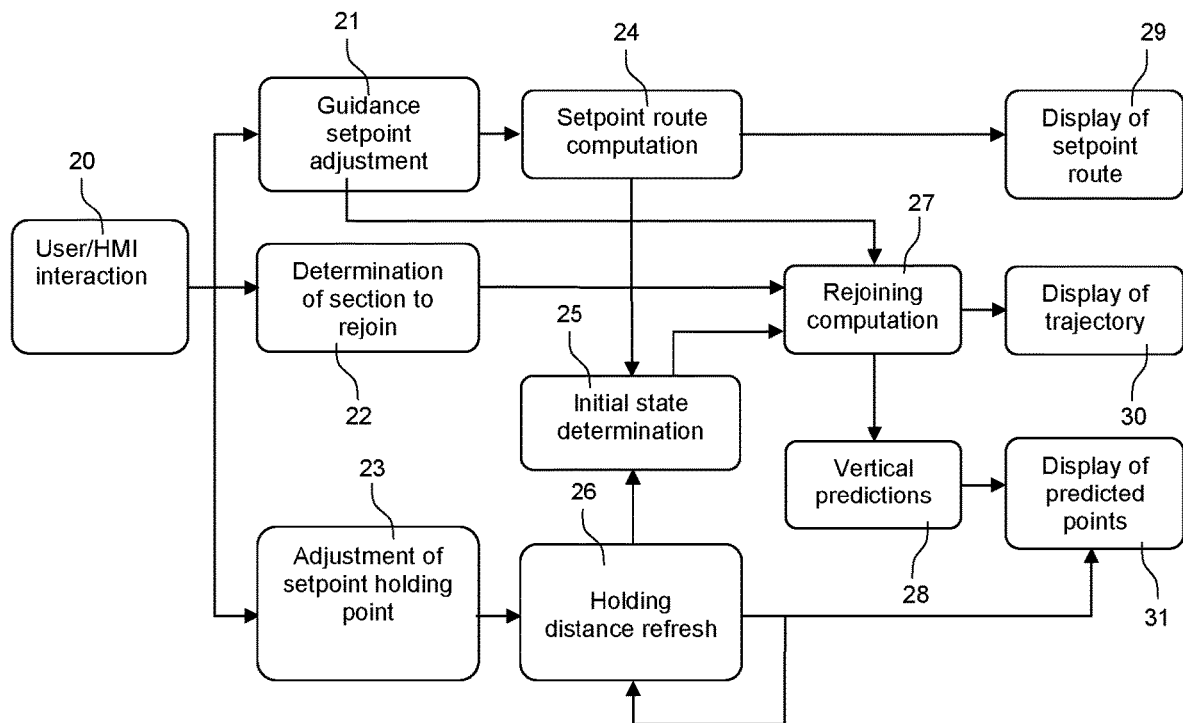 21
24
29
Guidance
setpoint
adjustment
Setpoint route
computation
Display of
setpoint
route
20
User/HMI
interaction
27
Determination
of section to
rejoin
22
25
Initial state
determination
Rejoining
computation
Display of
trajectory
30
23
Adjustment of
setpoint holding
point
26
Holding
distance refresh
Vertical
predictions
28
Display of
predicted
points
31